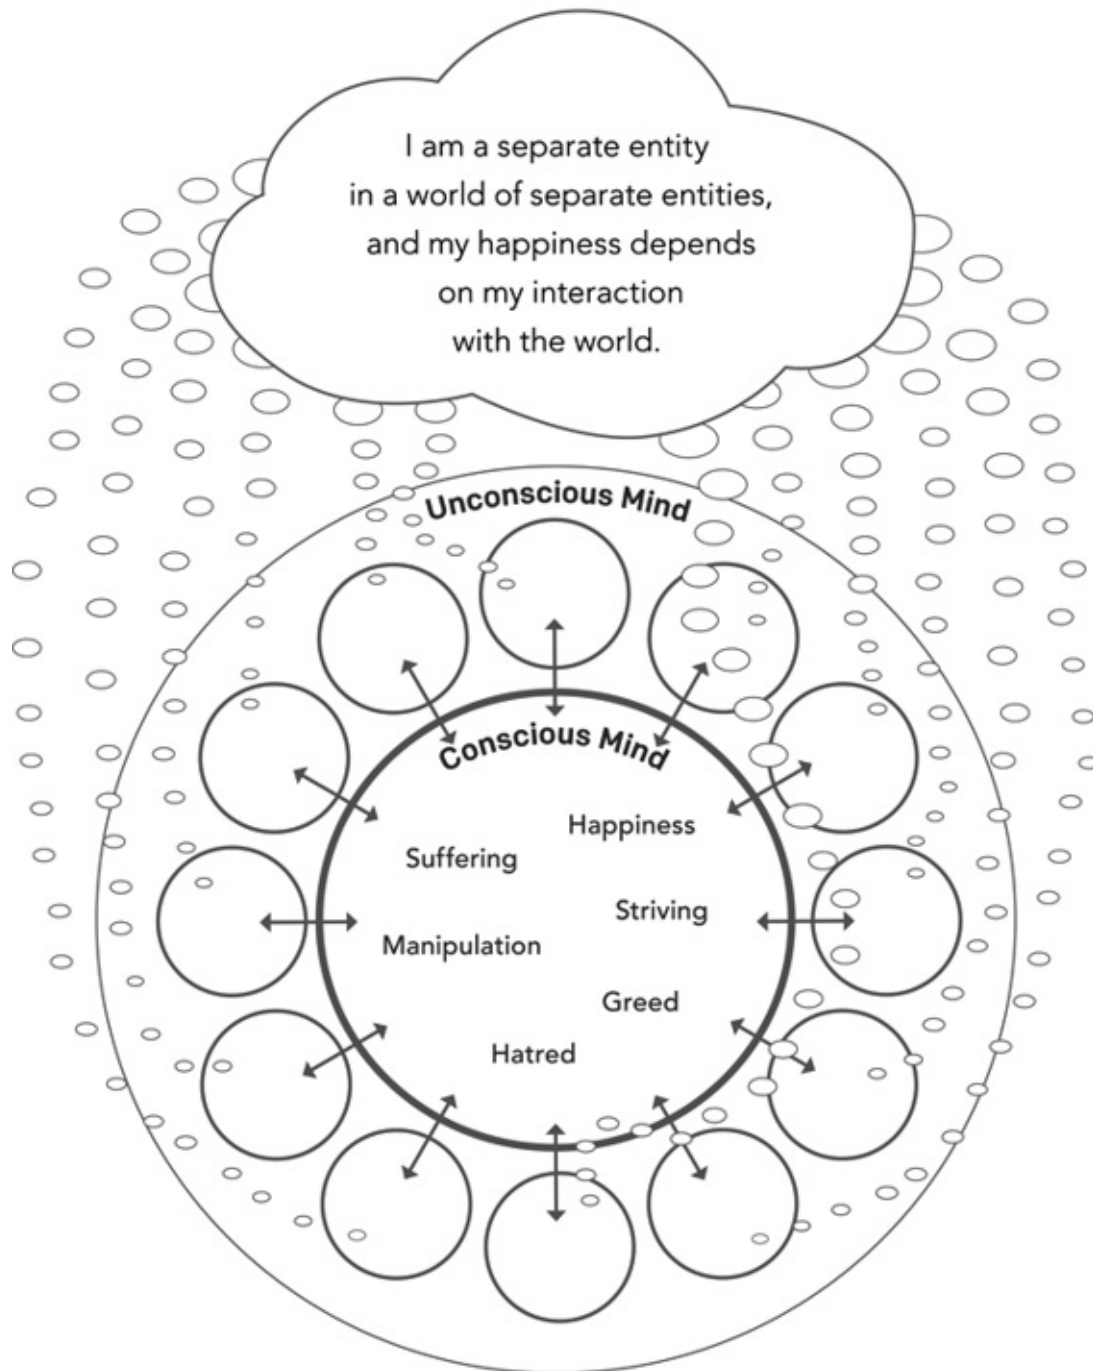 I am a separate entity
in a world of separate entities,
and my happiness depends
on my interaction
with the world.
Unconscious Mind
Conscious Mind
Happiness
Suffering
Striving
Manipulation
Greed
Hatred